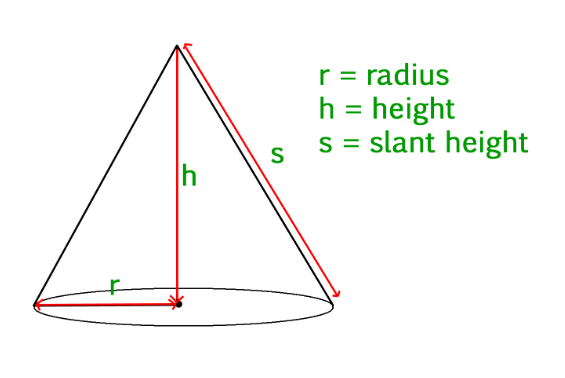 r = radius
h = height
s = slant height
s
h
r